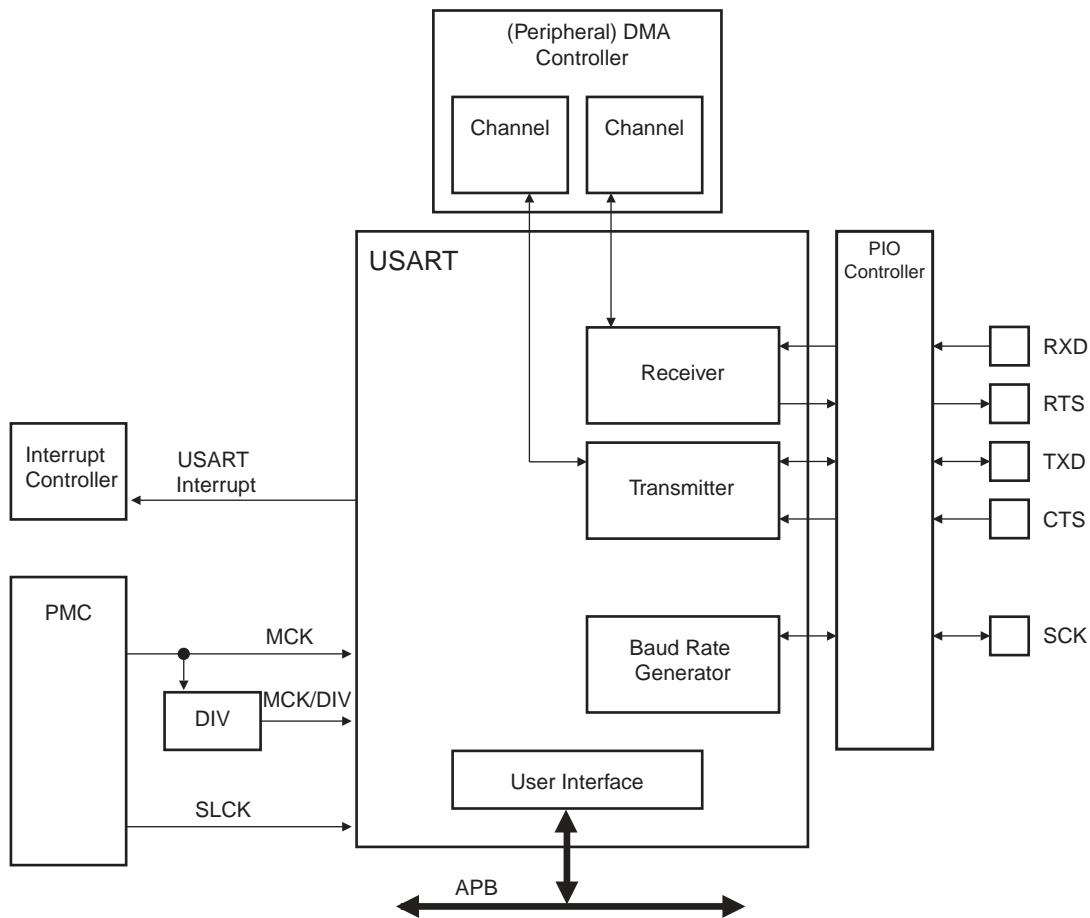 (Peripheral) DMA
Controller
Channel
Channel
USART
PIO
Controller
Receiver
RXD
RTS
Interrupt
Controller
USART
Interrupt
Transmitter
TXD
CTS
PMC
MCK
Baud Rate
Generator
SCK
DIV
MCK/DIV
User Interface
SLCK
APB